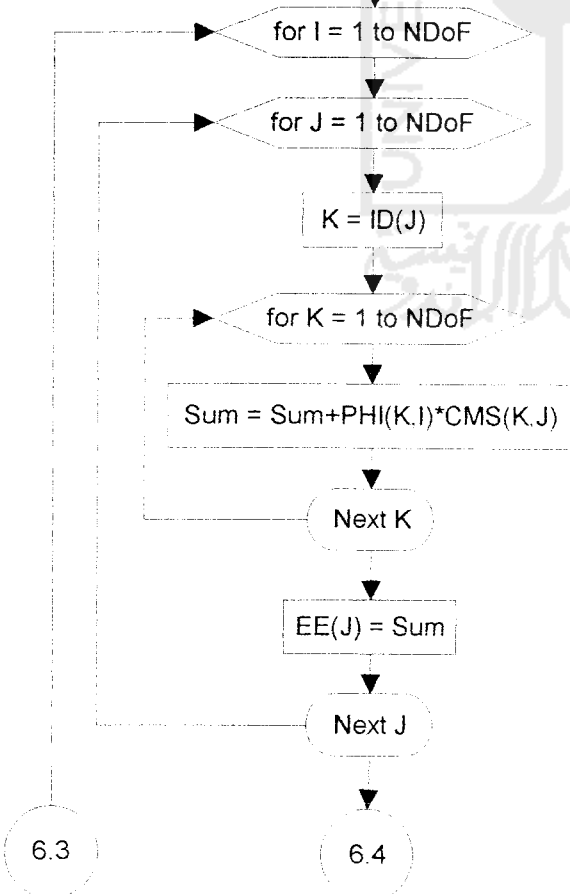 for I = 1 to NDoF
for J = 1 to NDoF
K = ID(J)
for K = 1 to NDoF
Sum = Sum+PHI(K.I)*CMS(K.J)
Next K
EE(J) = Sum
Next J
6.3
6.4